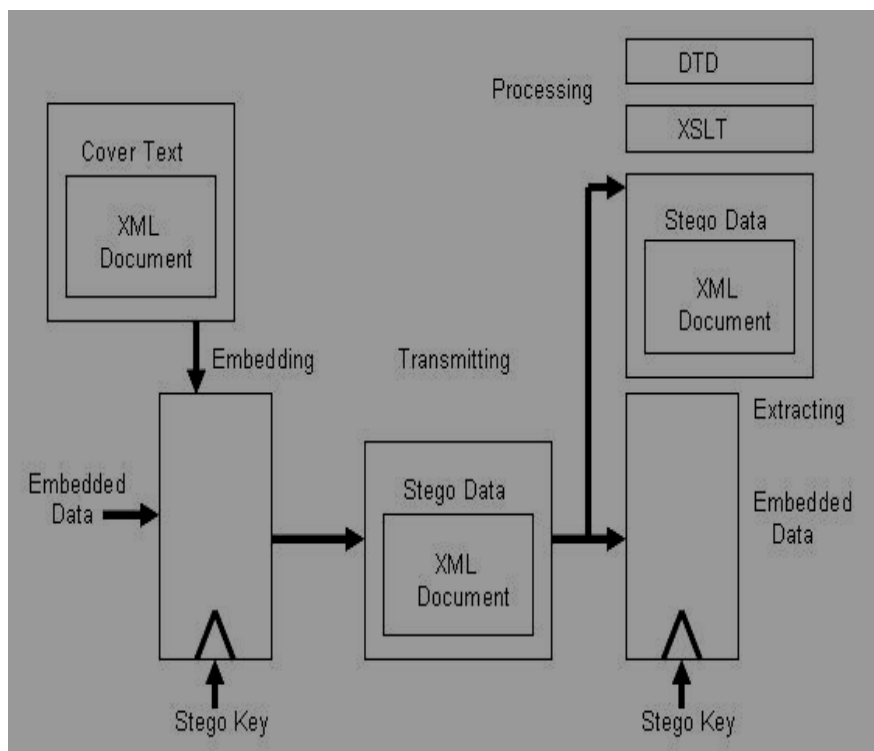 DTD
Processing
XSLT
Cover Text
XML
Document
Stego Data
XML
Document
Embedding
Transmitting
Extracting
Embedded
Data
Stego Data
XML
Document
Embedded
Data
Stego Key
Stego Key